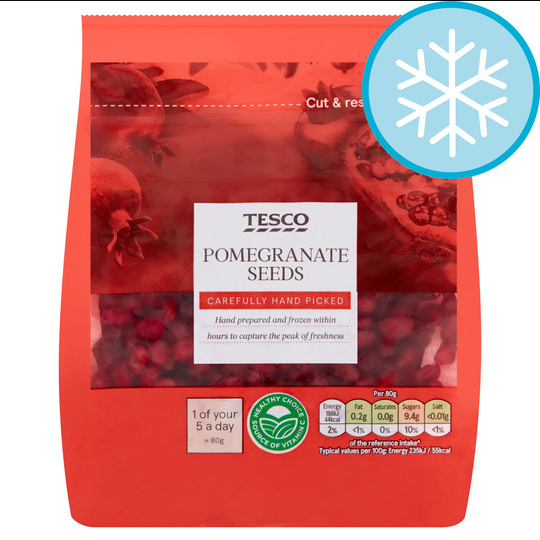 Cut & res
TESCO
POMEGRANATE
SEEDS
CAREFULLY HAND PICKED
Hand prepared and frozen within
hours to capture the peak of freshness
1 of your
5 a day
= 80g
HEALTHY CHOICE
SOURCE OF VITAMIN C
Per 80g
Energy Fat Saturates Sugars Salt
188kJ
44kcal 0.2g 0.0g 9.4g <0.01g
2% <1% 0% 10% <1%
of the reference intake*
Typical values per 100g: Energy 235kJ / 55kcal